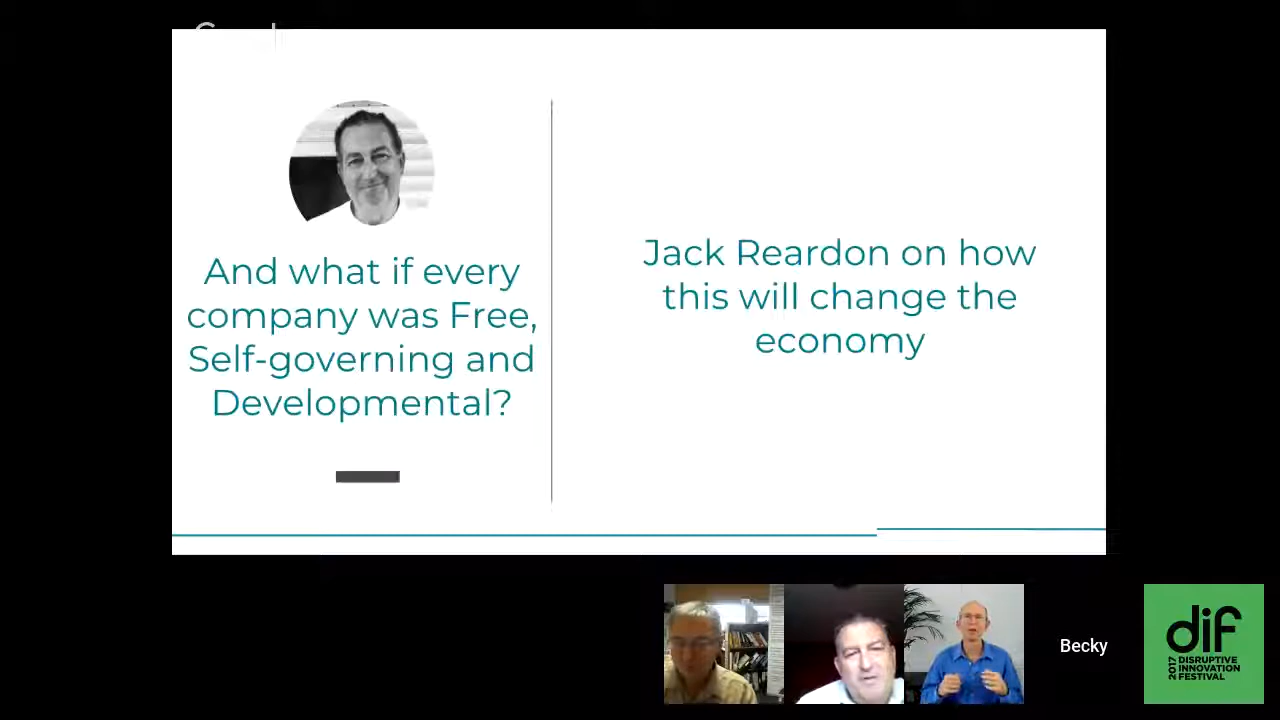 And what if every
company was Free,
Self-governing and
Developmental?
Jack Reardon on how
this will change the
economy
Becky
dif
2017 DISRUPTIVE
INNOVATION
FESTIVAL